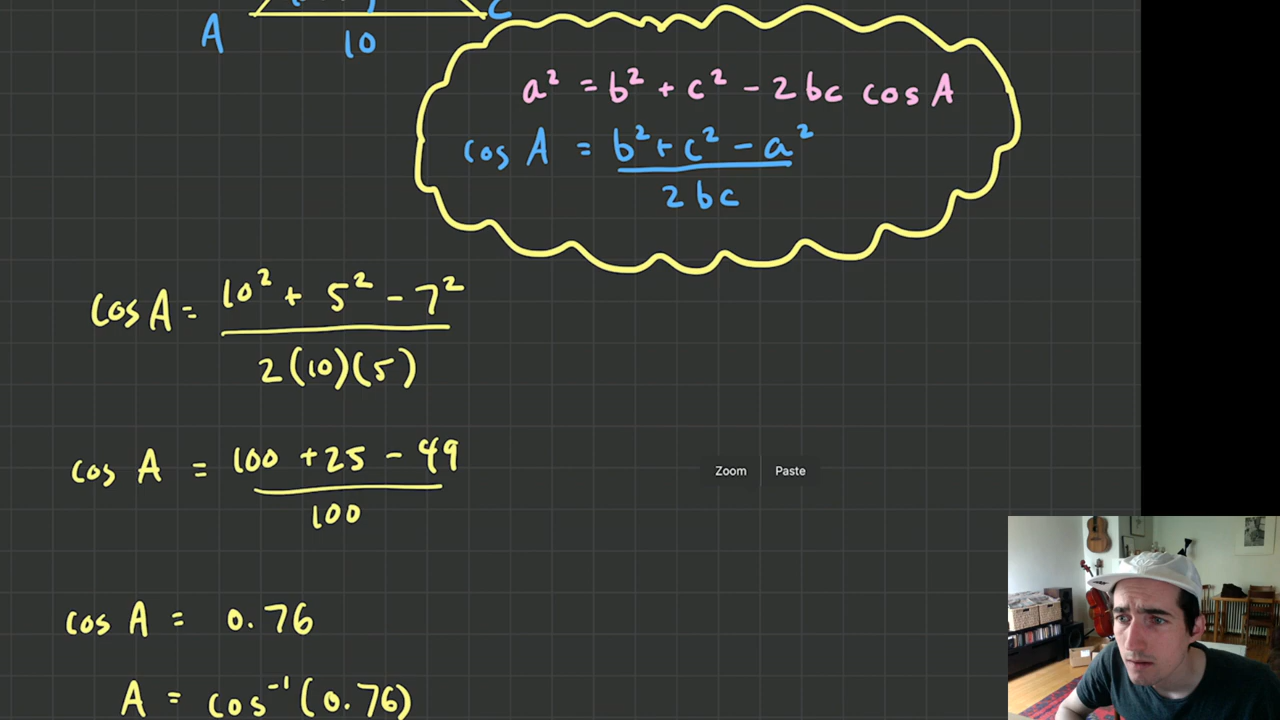 A C
10
a² = b² + c² - 2bc cos A
cos A = b² + c² - a² / 2bc
cos A = 10² + 5² - 7² / 2(10)(5)
cos A = 100 + 25 - 49 / 100
Zoom Paste
cos A = 0.76
A = cos⁻¹(0.76)